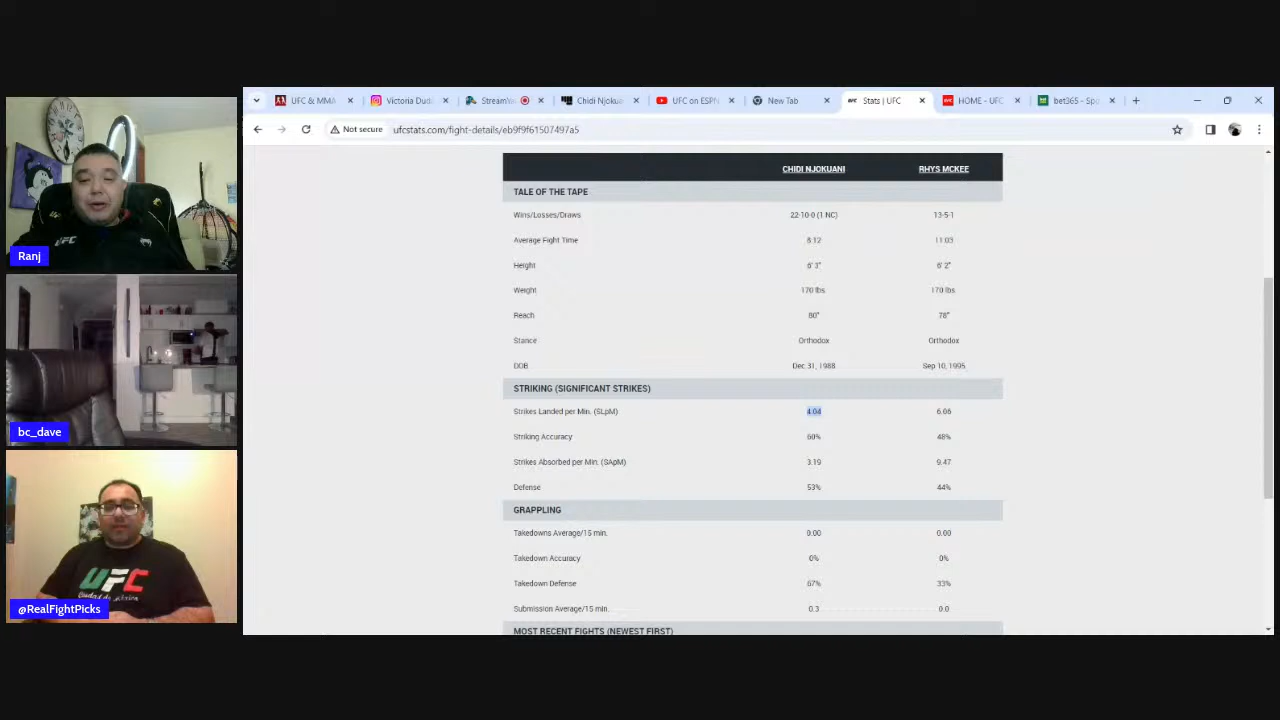 UFC & MMA
Victoria Dud
StreamYa
Chidi Njokue
UFC on ESPN
New Tab
Stats | UFC
HOME - UFC
bet365 - Spo
Not secure
ufcstats.com/fight-details/eb9f9f61507497a5
CHIDI NJOKUANI RHYS MCKEE
TALE OF THE TAPE
Wins/Losses/Draws 22-10-0 (1 NC) 13-5-1
Average Fight Time 8:12 11:03
Height 6' 3" 6' 2"
Weight 170 lbs. 170 lbs.
Reach 80" 78"
Stance Orthodox Orthodox
DOB Dec 31, 1988 Sep 10, 1995
STRIKING (SIGNIFICANT STRIKES)
Strikes Landed per Min. (SLpM) 4.04 6.06
Striking Accuracy 60% 48%
Strikes Absorbed per Min. (SApM) 3.19 9.47
Defense 53% 44%
GRAPPLING
Takedowns Average/15 min. 0.00 0.00
Takedown Accuracy 0% 0%
Takedown Defense 67% 33%
Submission Average/15 min. 0.3 0.0
MOST RECENT FIGHTS (NEWEST FIRST)
UFC
Ranj
bc_dave
UFC
@RealFightPicks